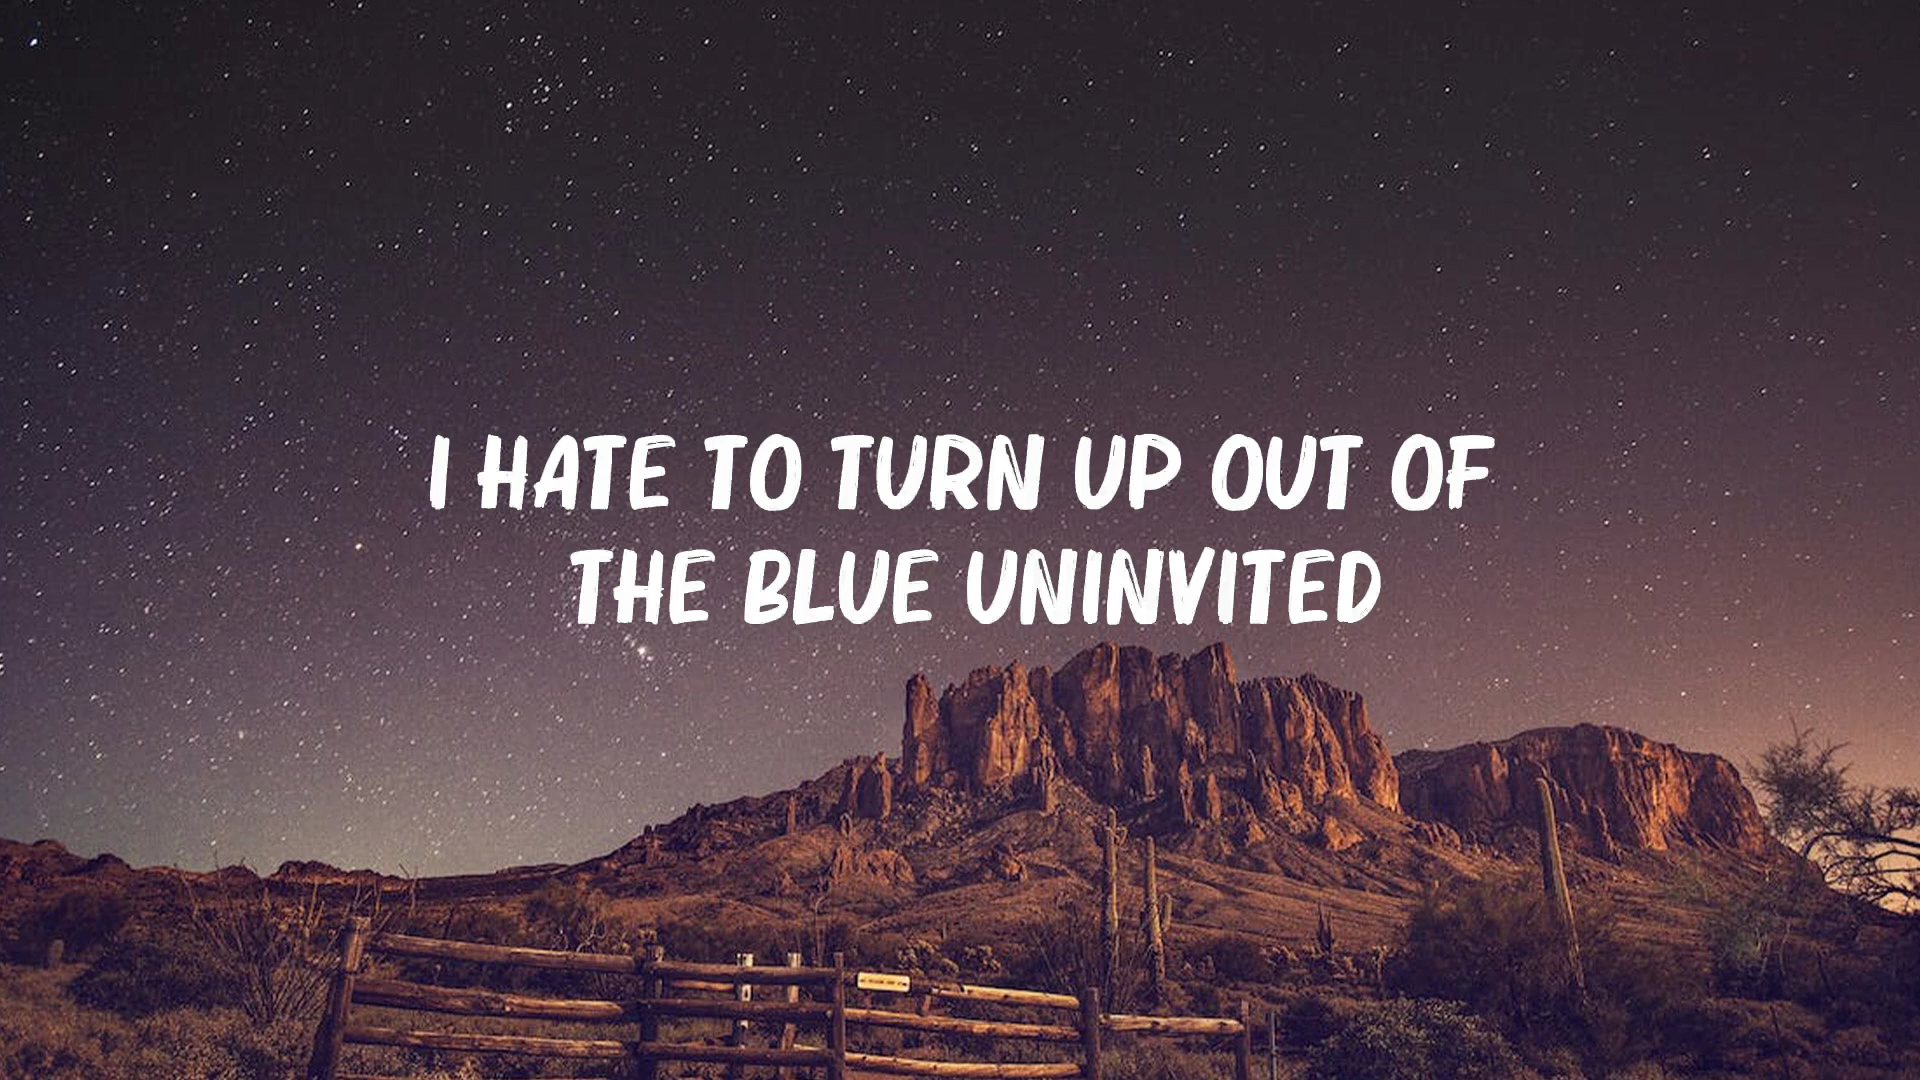 I HATE TO TURN UP OUT OF
THE BLUE UNINVITED